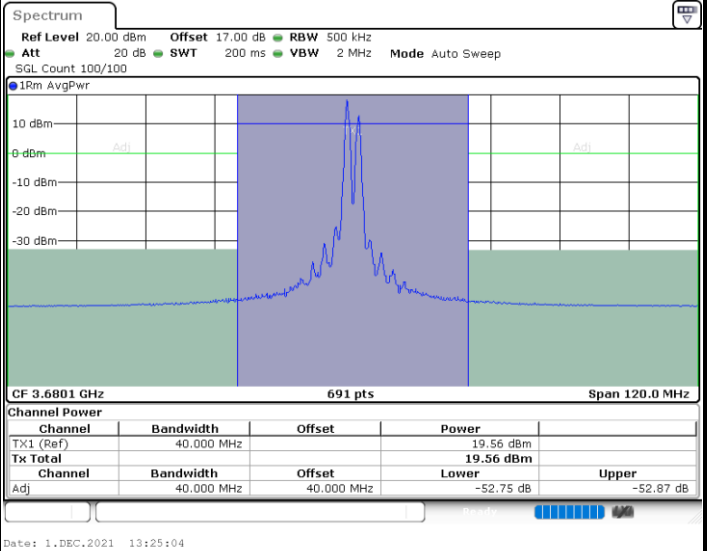 Spectrum
Ref Level 20.00 dBm Offset 17.00 dB RBW 500 kHz
Att 20 dB SWT 200 ms VBW 2 MHz Mode Auto Sweep
SGL Count 100/100
1Rm AvgPwr
10 dBm
Adj Adj
0 dBm
-10 dBm
-20 dBm
-30 dBm
CF 3.6801 GHz 691 pts Span 120.0 MHz
Channel Power
Channel Bandwidth Offset Power
TX1 (Ref) 40.000 MHz 19.56 dBm
Tx Total 19.56 dBm
Channel Bandwidth Offset Lower Upper
Adj 40.000 MHz 40.000 MHz -52.75 dB -52.87 dB
Ready
Date: 1.DEC.2021 13:25:04